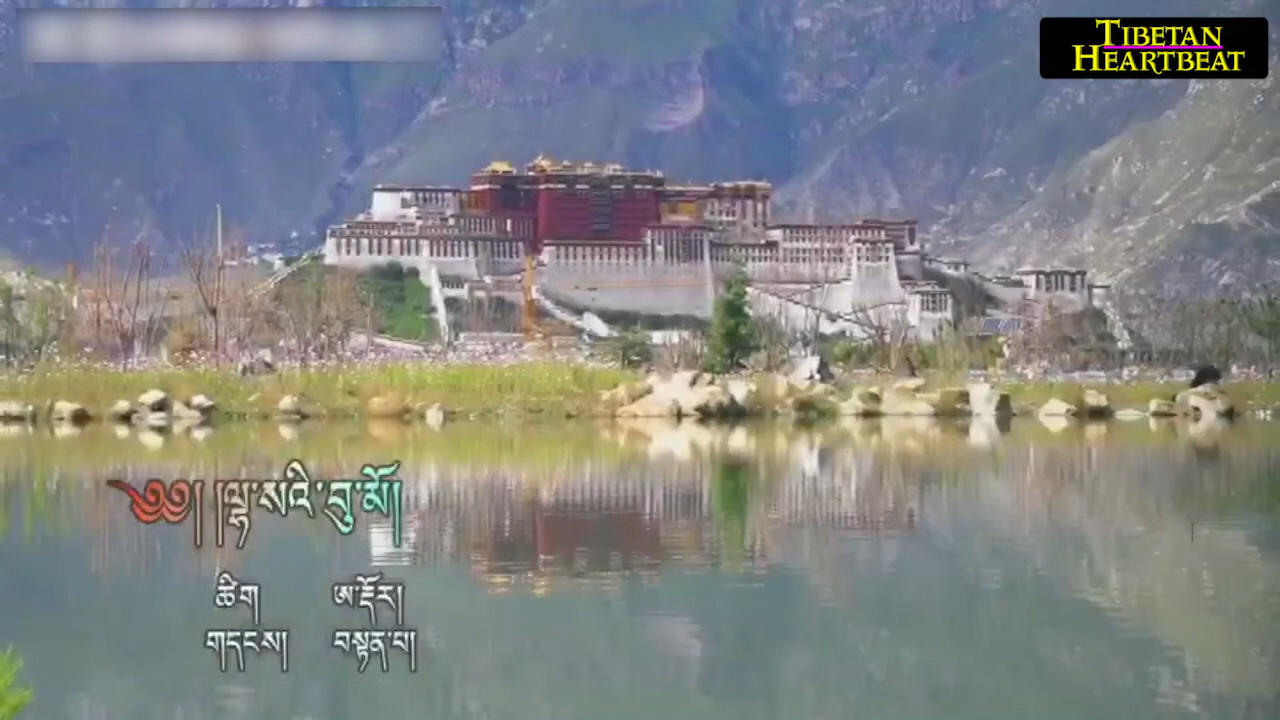 TIBETAN
HEARTBEAT
༄༅། །ལྷ་སའི་བུ་མོ།
ཚིག ཨ་རྡོར།
གདངས། བསྟན་པ།